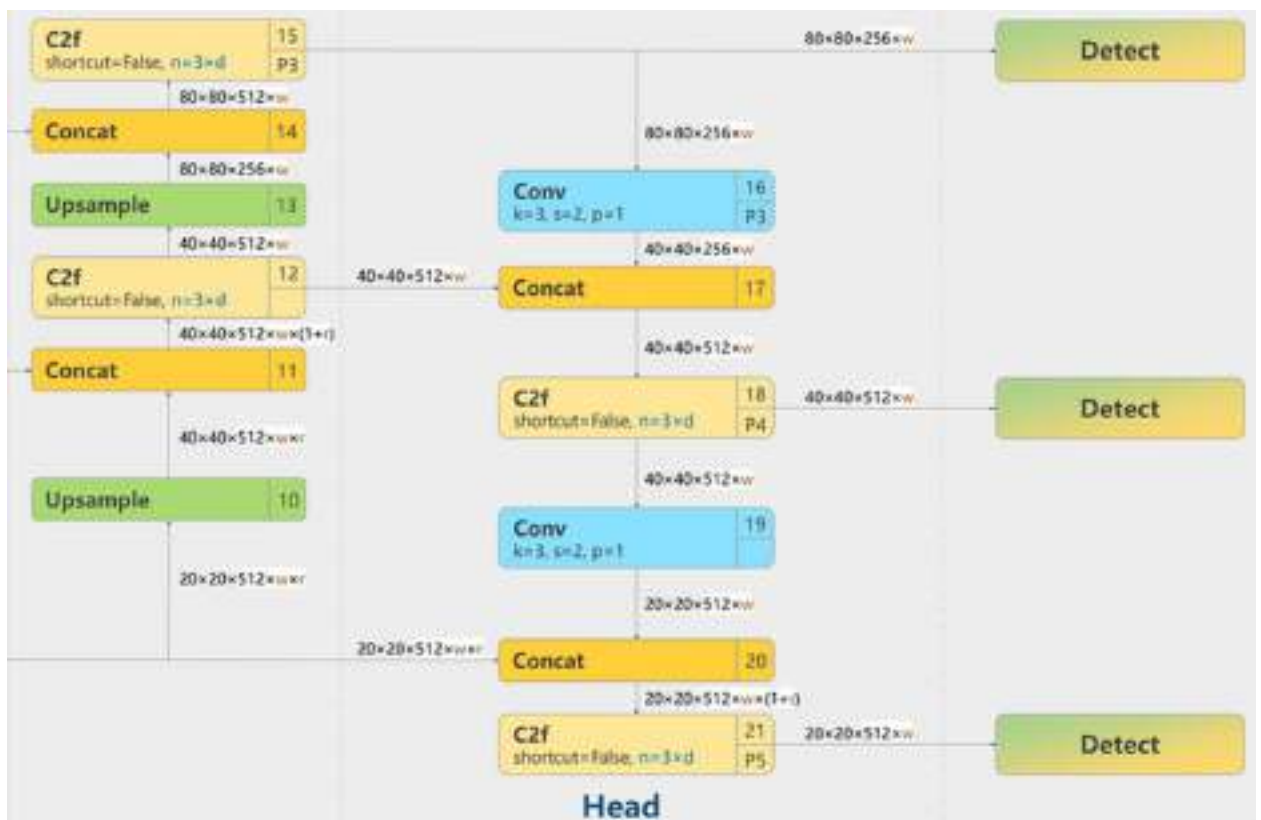 C2f
shortcut=False, n=3×d
15
P3
80×80×256×w
Detect
80×80×512×w
Concat
14
80×80×256×w
80×80×256×w
Upsample
13
Conv
k=3, s=2, p=1
16
P3
40×40×512×w
40×40×256×w
C2f
shortcut=False, n=3×d
12
40×40×512×w
Concat
17
40×40×512×w×(1+r)
40×40×512×w
Concat
11
C2f
shortcut=False, n=3×d
18
P4
40×40×512×w
Detect
40×40×512×w×r
40×40×512×w
Upsample
10
Conv
k=3, s=2, p=1
19
20×20×512×w×r
20×20×512×w
20×20×512×w×r
Concat
20
20×20×512×w×(1+r)
C2f
shortcut=False, n=3×d
21
P5
20×20×512×w
Detect
Head